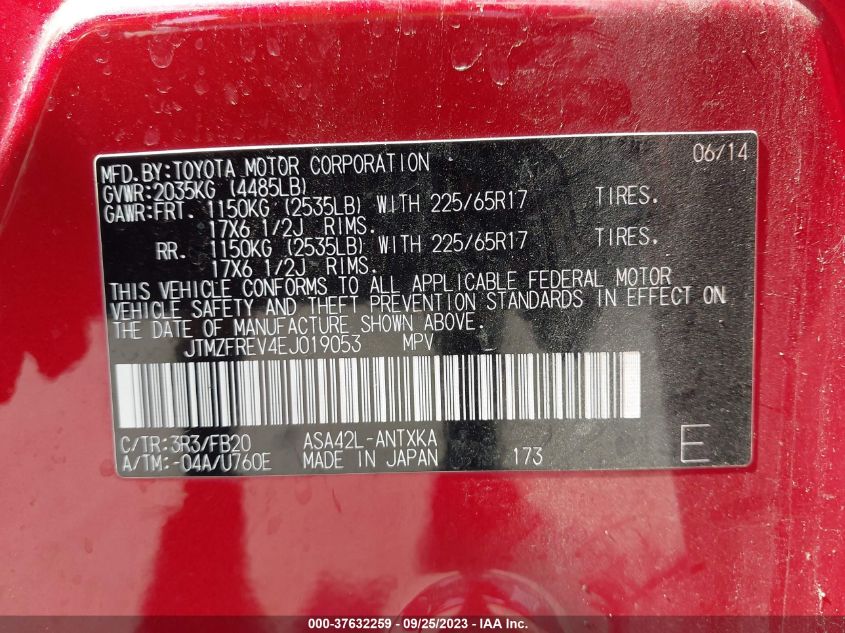 MFD.BY:TOYOTA MOTOR CORPORATION 06/14
GVWR:2035KG (4485LB)
GAWR:FRT. 1150KG (2535LB) WITH 225/65R17 TIRES.
17X6 1/2J RIMS.
RR. 1150KG (2535LB) WITH 225/65R17 TIRES.
17X6 1/2J RIMS.
THIS VEHICLE CONFORMS TO ALL APPLICABLE FEDERAL MOTOR
VEHICLE SAFETY AND THEFT PREVENTION STANDARDS IN EFFECT ON
THE DATE OF MANUFACTURE SHOWN ABOVE.
JTMZFREV4EJ019053 MPV
C/TR:3R3/FB20 ASA42L-ANTXKA
A/TM:-04A/U760E MADE IN JAPAN 173 E
000-37632259 - 09/25/2023 - IAA Inc.